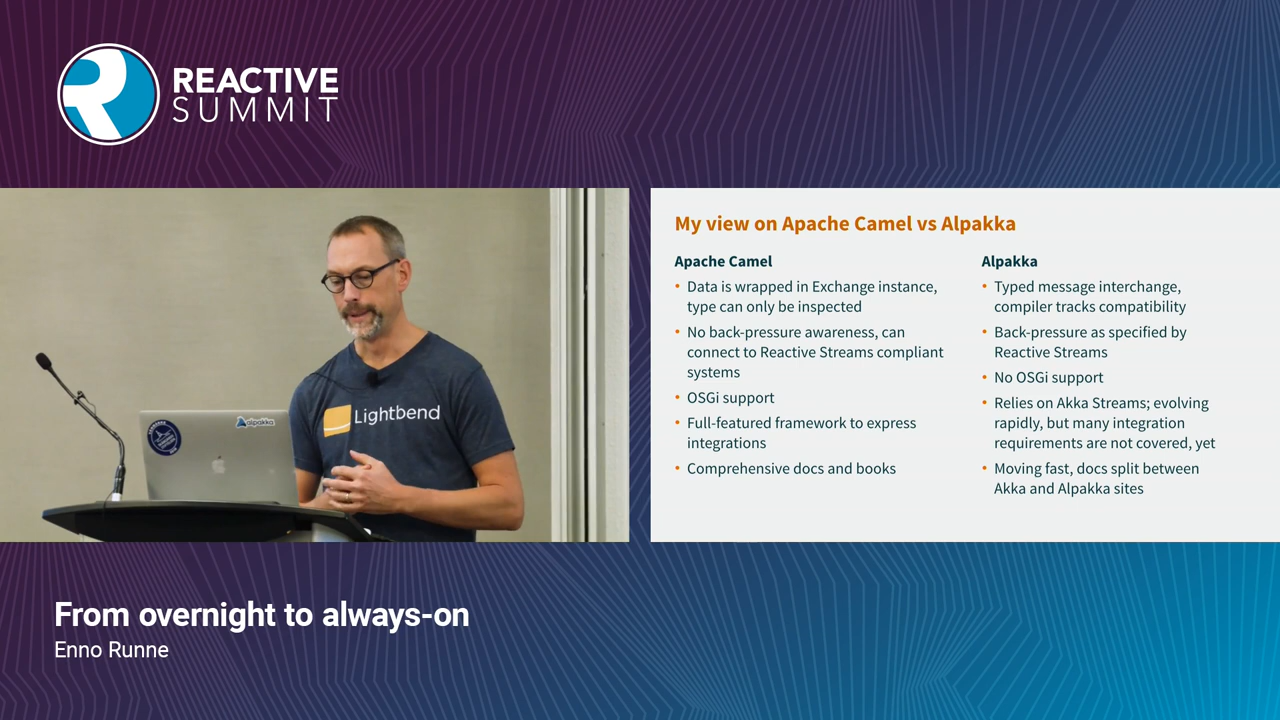 REACTIVE
SUMMIT
Lightbend
alpakka
My view on Apache Camel vs Alpakka
Apache Camel
• Data is wrapped in Exchange instance,
type can only be inspected
• No back-pressure awareness, can
connect to Reactive Streams compliant
systems
• OSGi support
• Full-featured framework to express
integrations
• Comprehensive docs and books
Alpakka
• Typed message interchange,
compiler tracks compatibility
• Back-pressure as specified by
Reactive Streams
• No OSGi support
• Relies on Akka Streams; evolving
rapidly, but many integration
requirements are not covered, yet
• Moving fast, docs split between
Akka and Alpakka sites
From overnight to always-on
Enno Runne